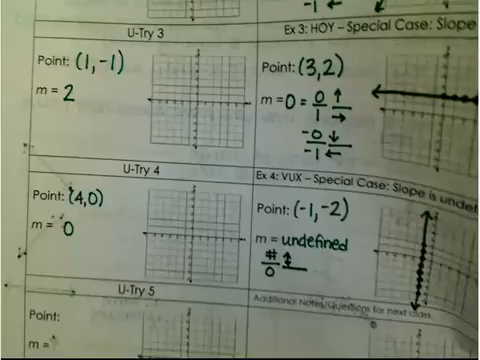 -1 ←
U-Try 3
Point: (1,-1)
m = 2
Ex 3: HOY – Special Case: Slope
Point: (3,2)
m = 0 = 0/1 ↑ →
-0/-1 ↓ ←
U-Try 4
Point: (4,0)
m = 0
Ex 4: VUX – Special Case: Slope is undef
Point: (-1,-2)
m = undefined
#/0 ↕
U-Try 5
Point:
m =
Additional Notes/Questions for next class.